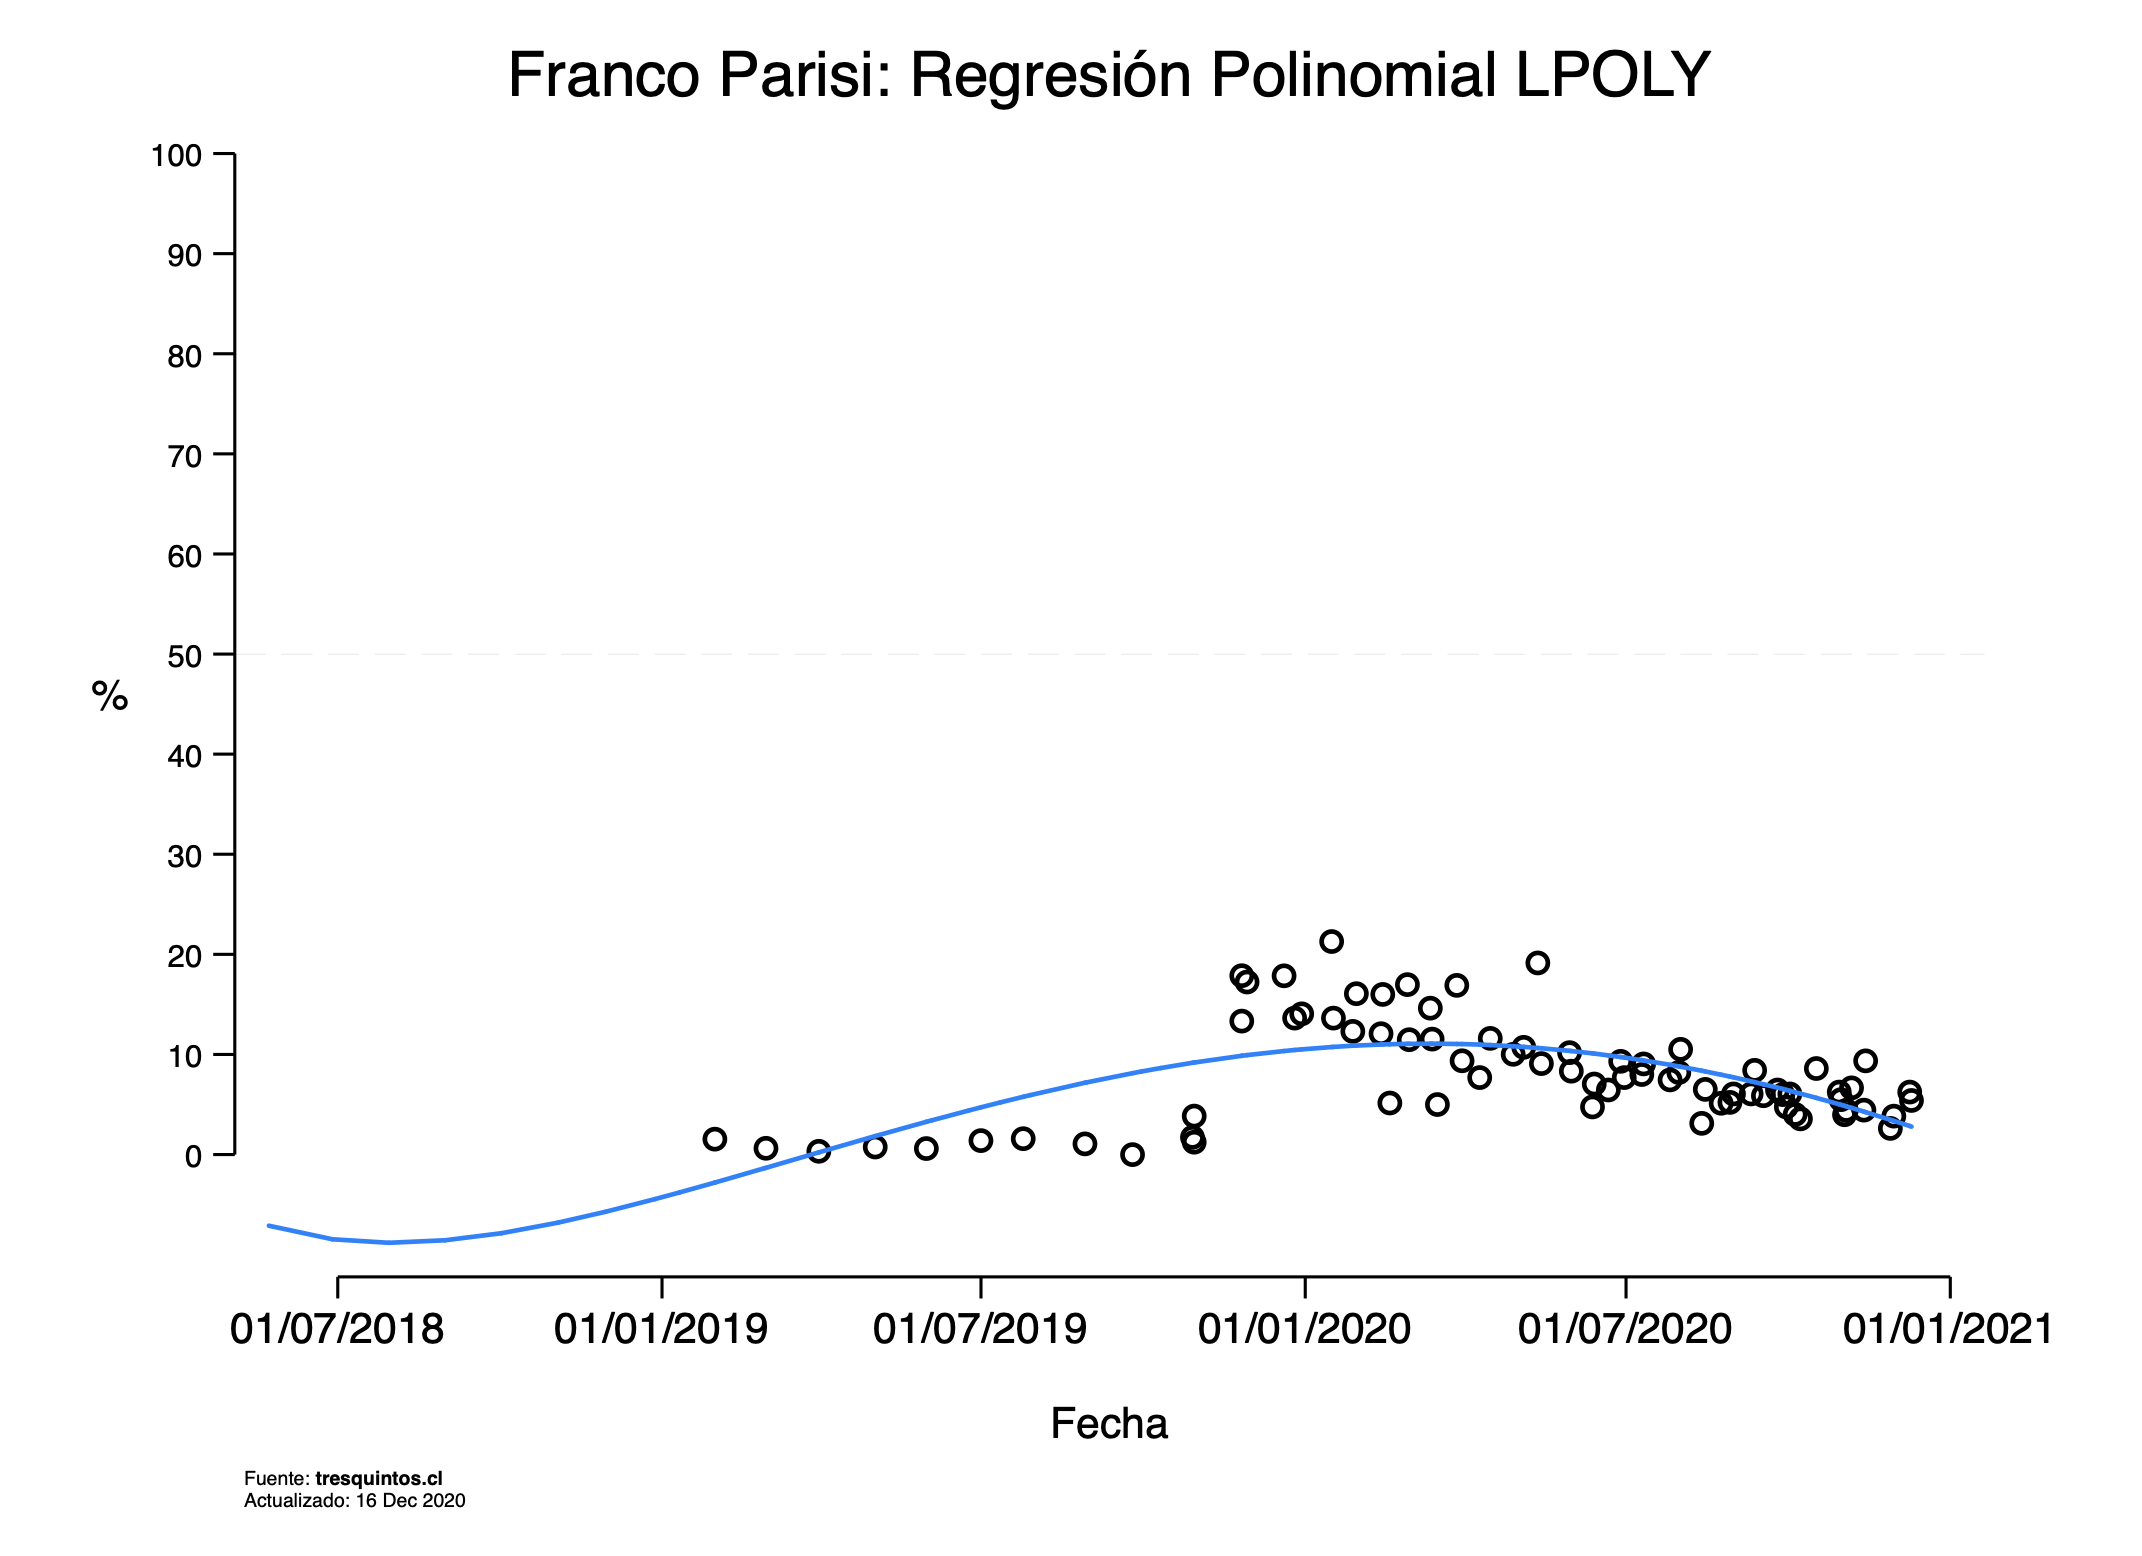 Franco Parisi: Regresión Polinomial LPOLY
100
90
80
70
60
50
%
40
30
20
10
0
01/07/2018 01/01/2019 01/07/2019 01/01/2020 01/07/2020 01/01/2021
Fecha
Fuente: tresquintos.cl
Actualizado: 16 Dec 2020